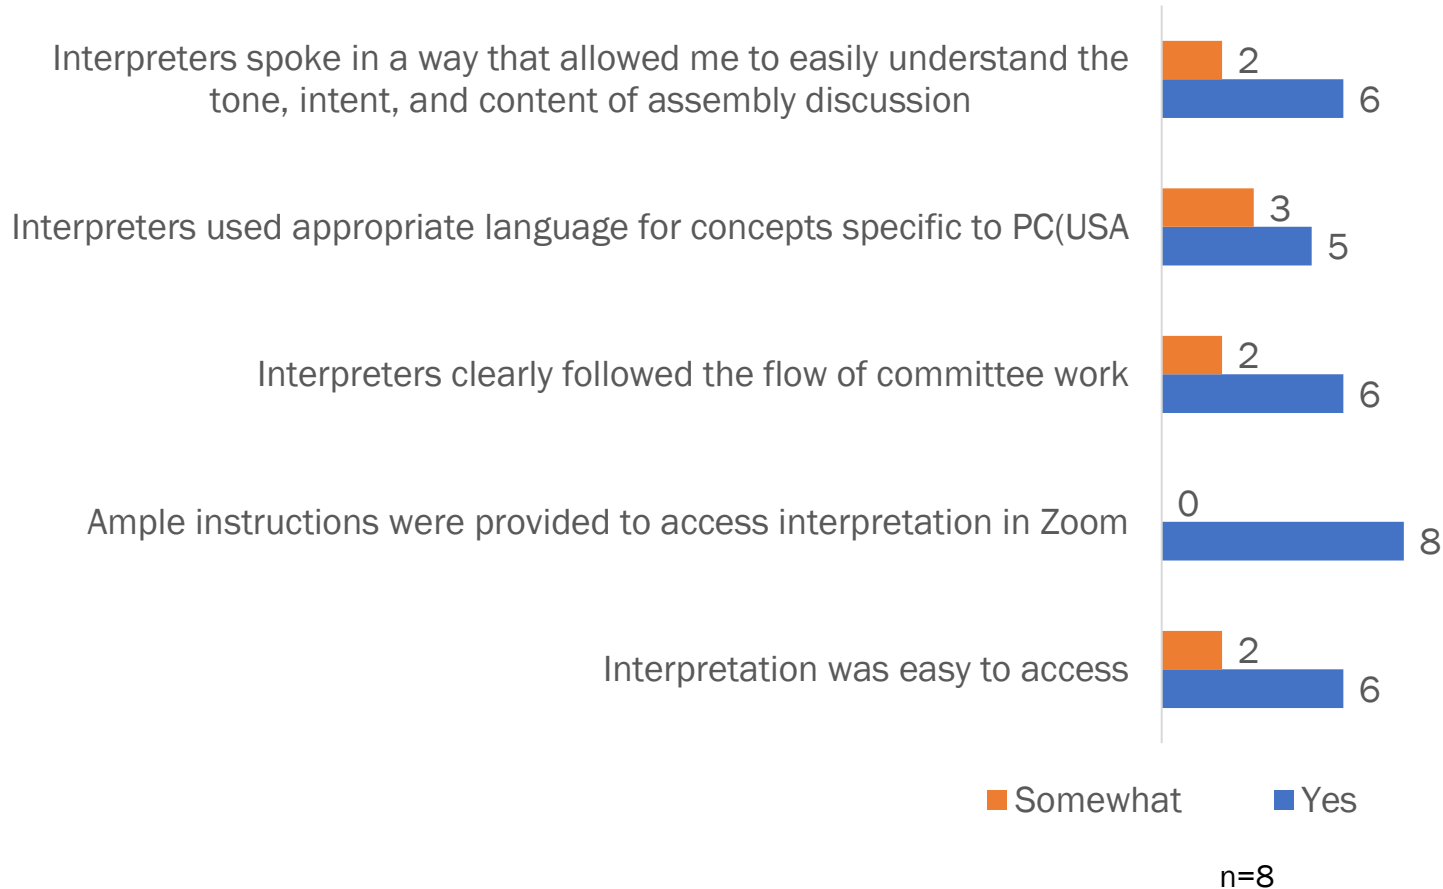 Interpreters spoke in a way that allowed me to easily understand the
tone, intent, and content of assembly discussion
2
6
Interpreters used appropriate language for concepts specific to PC(USA
3
5
Interpreters clearly followed the flow of committee work
2
6
Ample instructions were provided to access interpretation in Zoom
0
8
Interpretation was easy to access
2
6
Somewhat Yes
n=8